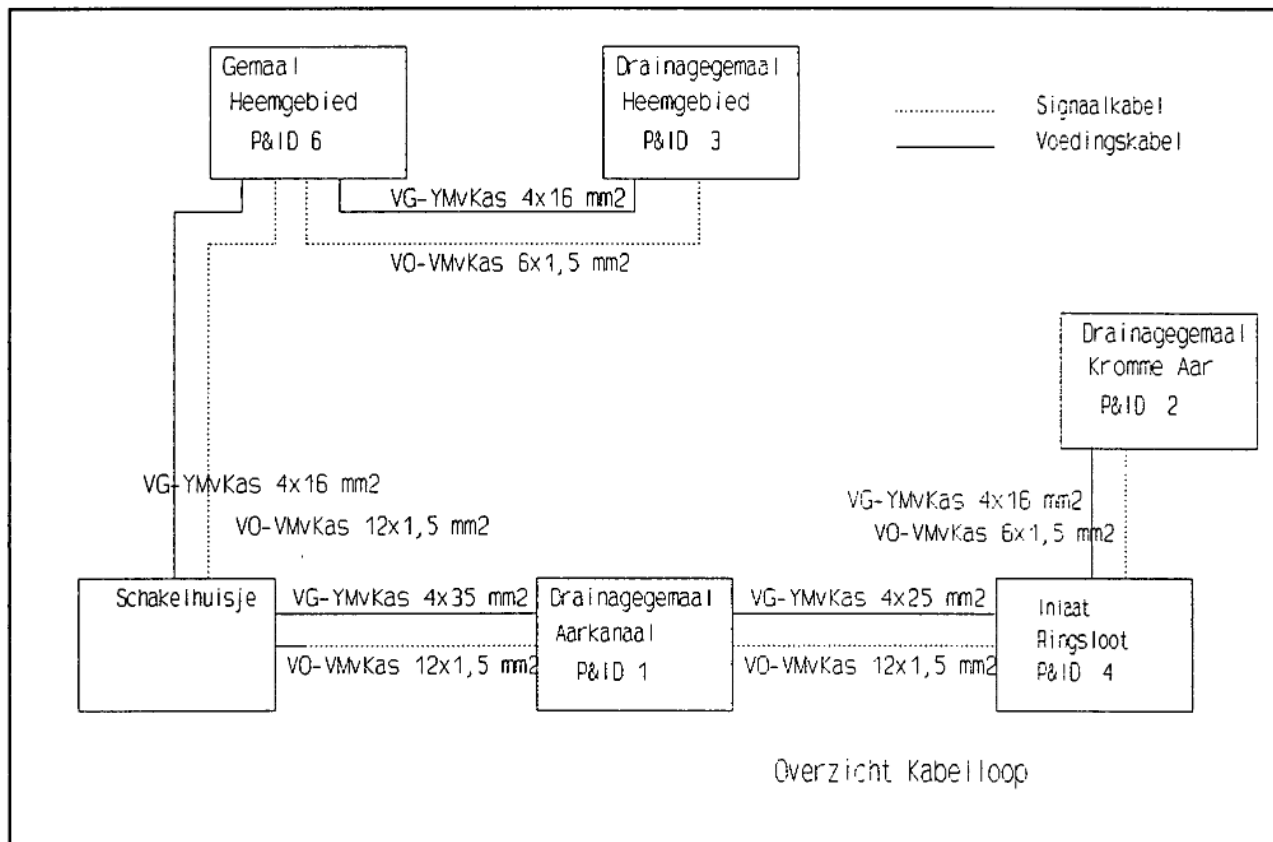 Gemaal
Heemgebied
P&ID 6
Drainagegemaal
Heemgebied
P&ID 3
Signaalkabel
Voedingskabel
VG-YMvKas 4x16 mm2
VO-VMvKas 6x1,5 mm2
Drainagegemaal
Kromme Aar
P&ID 2
VG-YMvKas 4x16 mm2
VO-VMvKas 12x1,5 mm2
VG-YMvKas 4x16 mm2
VO-VMvKas 6x1,5 mm2
Schakelhuisje
VG-YMvKas 4x35 mm2
VO-VMvKas 12x1,5 mm2
Drainagegemaal
Aarkanaal
P&ID 1
VG-YMvKas 4x25 mm2
VO-VMvKas 12x1,5 mm2
Inlaat
Ringsloot
P&ID 4
Overzicht Kabelloop